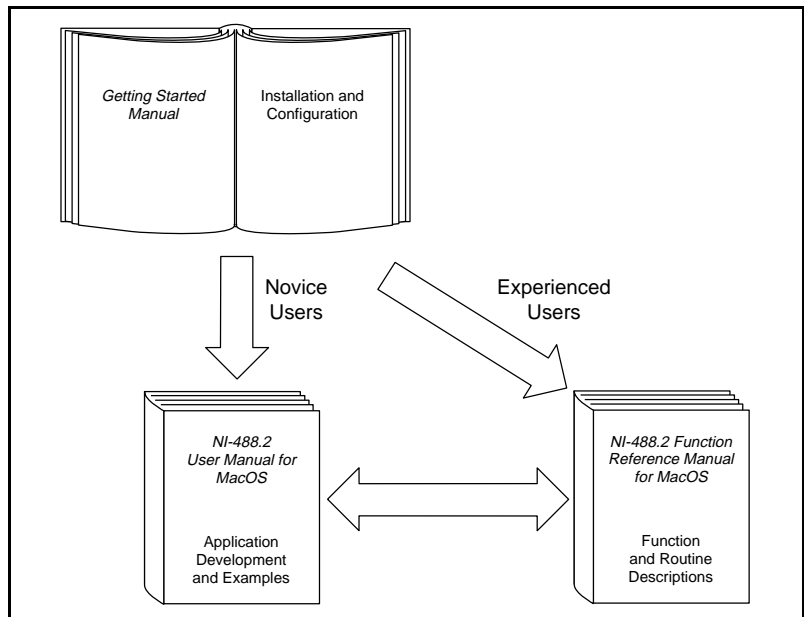 Getting Started
Manual
Installation and
Configuration
Novice
Users
Experienced
Users
NI-488.2
User Manual for
MacOS
Application
Development
and Examples
NI-488.2 Function
Reference Manual
for MacOS
Function
and Routine
Descriptions